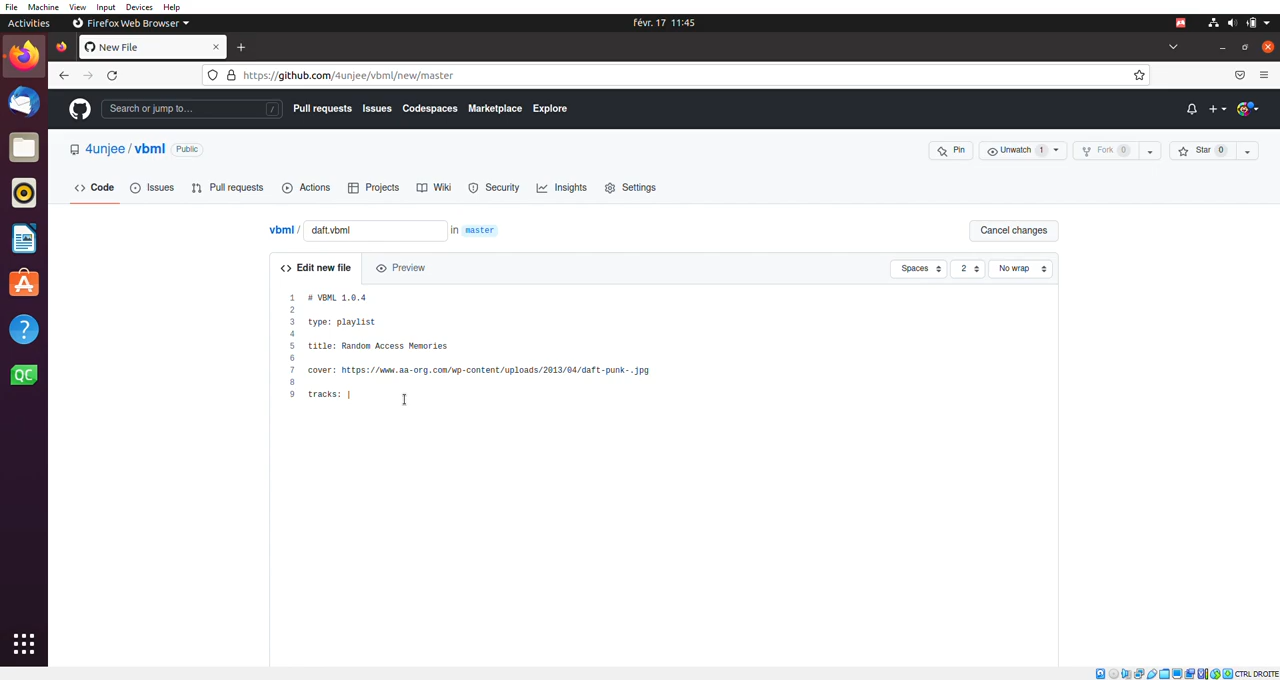 File Machine View Input Devices Help
Activities Firefox Web Browser févr. 17 11:45
New File
https://github.com/4unjee/vbml/new/master
Search or jump to... / Pull requests Issues Codespaces Marketplace Explore
4unjee / vbml Public Pin Unwatch 1 Fork 0 Star 0
Code Issues Pull requests Actions Projects Wiki Security Insights Settings
vbml / daft.vbml in master Cancel changes
Edit new file Preview Spaces 2 No wrap
1 # VBML 1.0.4
2
3 type: playlist
4
5 title: Random Access Memories
6
7 cover: https://www.aa-org.com/wp-content/uploads/2013/04/daft-punk-.jpg
8
9 tracks:
QC
CTRL DROITE